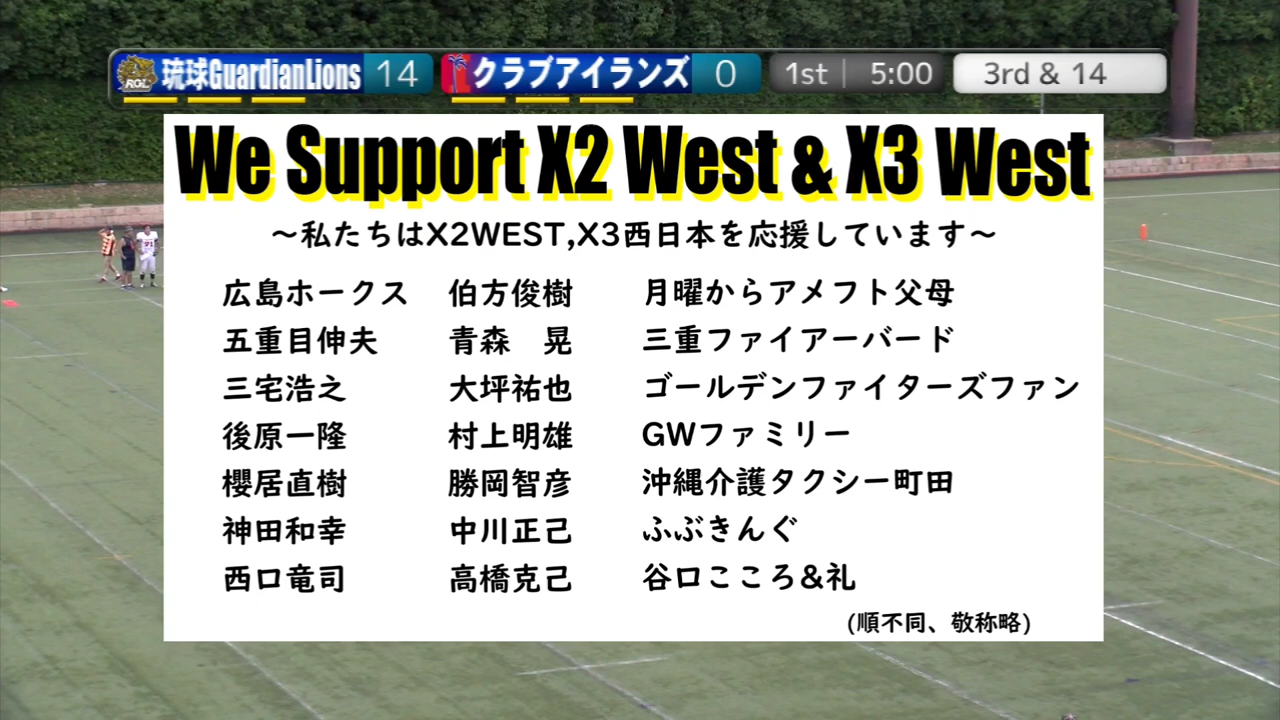 RGL 琉球GuardianLions 14 クラブアイランズ 0 1st 5:00 3rd & 14
We Support X2 West & X3 West
～私たちはX2WEST,X3西日本を応援しています～
広島ホークス 伯方俊樹 月曜からアメフト父母
五重目伸夫 青森　晃 三重ファイアーバード
三宅浩之 大坪祐也 ゴールデンファイターズファン
後原一隆 村上明雄 GWファミリー
櫻居直樹 勝岡智彦 沖縄介護タクシー町田
神田和幸 中川正己 ふぶきんぐ
西口竜司 高橋克己 谷口こころ&礼
(順不同、敬称略)